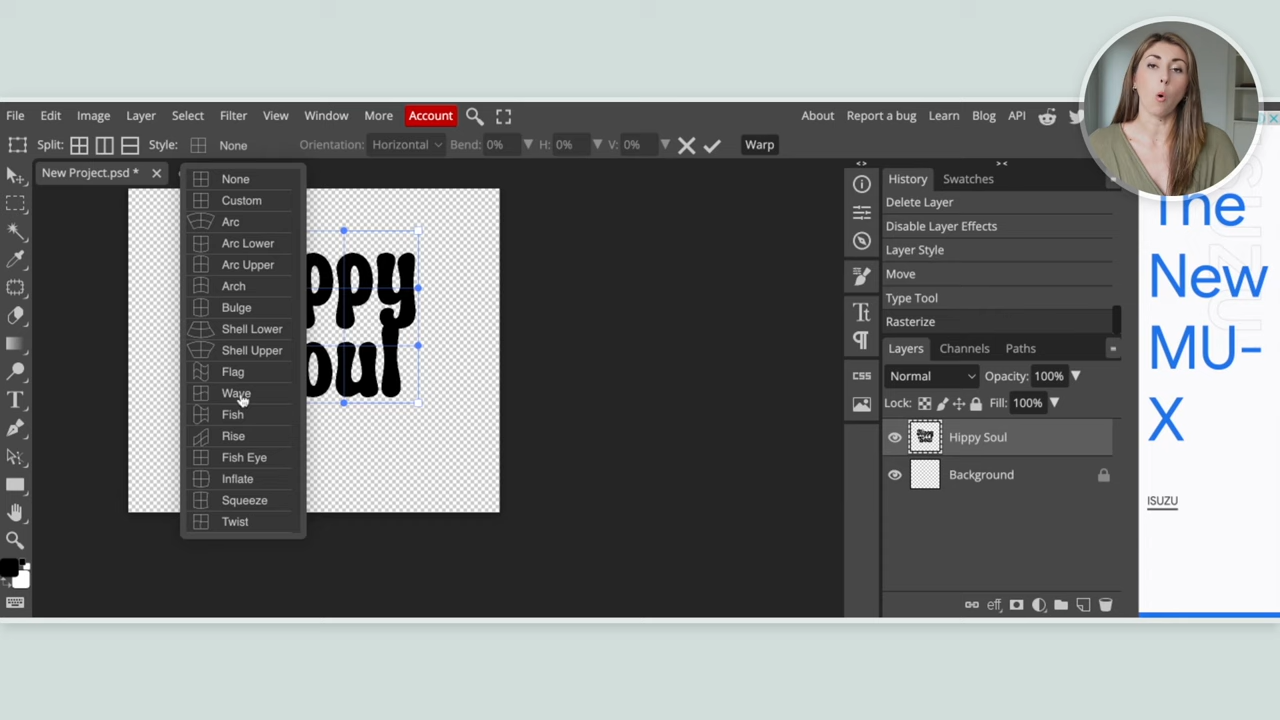 File Edit Image Layer Select Filter View Window More Account About Report a bug Learn Blog API
Split: Style: None Orientation: Horizontal Bend: 0% H: 0% V: 0% Warp
New Project.psd *
None
Custom
Arc
Arc Lower
Arc Upper
Arch
Bulge
Shell Lower
Shell Upper
Flag
Wave
Fish
Rise
Fish Eye
Inflate
Squeeze
Twist
ppy
oul
History Swatches
Delete Layer
Disable Layer Effects
Layer Style
Move
Type Tool
Rasterize
CSS
Layers Channels Paths
Normal Opacity: 100%
Lock: Fill: 100%
Hippy Soul
Background
eff
The
New
MU-
X
ISUZU
ISUZU